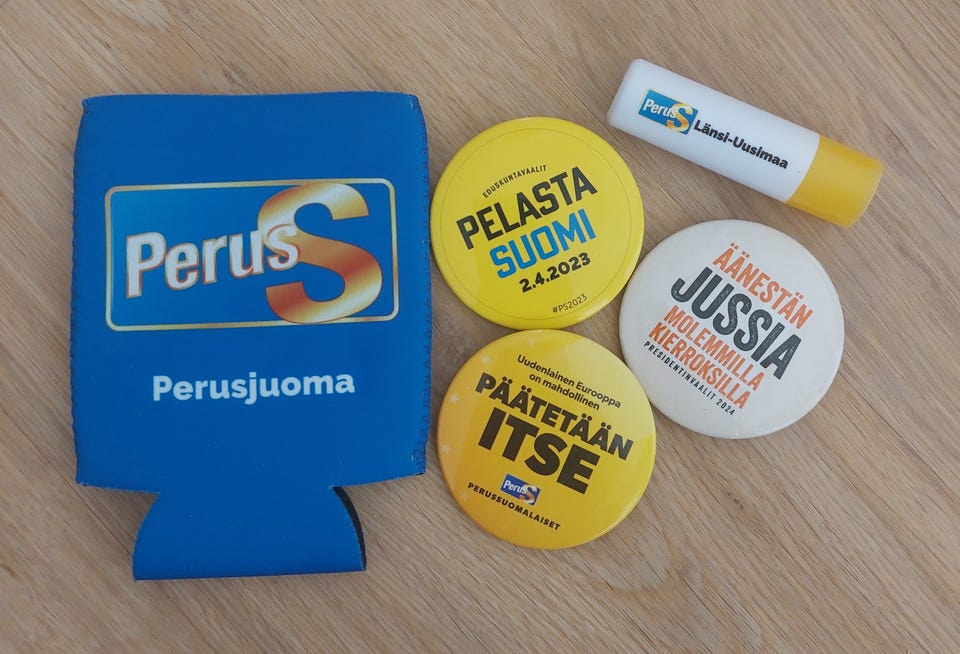 PerusS
Perusjuoma
EDUSKUNTAVAALIT
PELASTA
SUOMI
2.4.2023
#PS2023
PerusS Länsi-Uusimaa
ÄÄNESTÄN
JUSSIA
MOLEMMILLA
KIERROKSILLA
PRESIDENTINVAALIT 2024
Uudenlainen Eurooppa
on mahdollinen
PÄÄTETÄÄN
ITSE
PerusS
PERUSSUOMALAISET